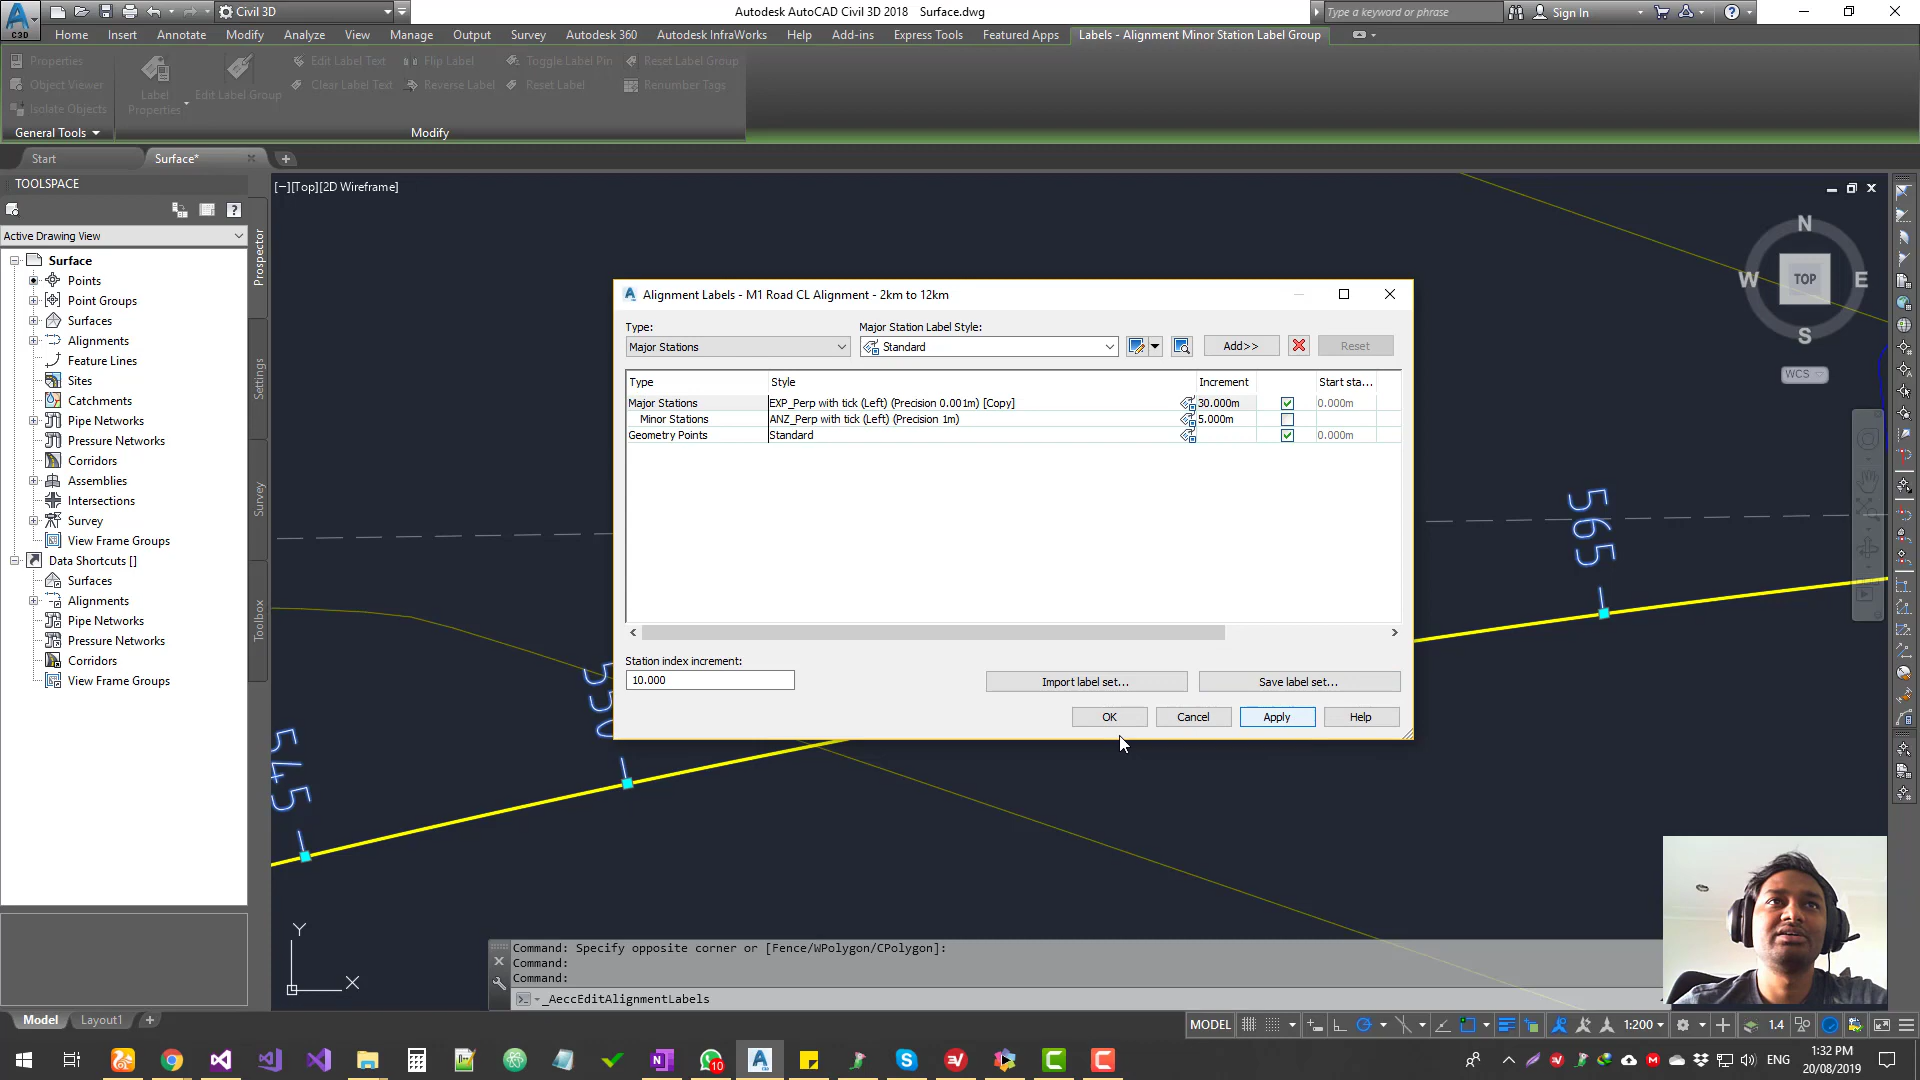 Civil 3D
Autodesk AutoCAD Civil 3D 2018 Surface.dwg
Type a keyword or phrase
Sign In
C3D
Home Insert Annotate Modify Analyze View Manage Output Survey Autodesk 360 Autodesk InfraWorks Help Add-ins Express Tools Featured Apps Labels - Alignment Minor Station Label Group
Properties
Object Viewer
Isolate Objects
General Tools
Label
Properties
Edit Label Group
Edit Label Text
Clear Label Text
Flip Label
Reverse Label
Toggle Label Pin
Reset Label
Reset Label Group
Renumber Tags
Modify
Start
Surface*
TOOLSPACE
Active Drawing View
Surface
Points
Point Groups
Surfaces
Alignments
Feature Lines
Sites
Catchments
Pipe Networks
Pressure Networks
Corridors
Assemblies
Intersections
Survey
View Frame Groups
Data Shortcuts []
Surfaces
Alignments
Pipe Networks
Pressure Networks
Corridors
View Frame Groups
Prospector
Settings
Survey
Toolbox
[−][Top][2D Wireframe]
N
W TOP E
S
WCS
Alignment Labels - M1 Road CL Alignment - 2km to 12km
Type:
Major Stations
Major Station Label Style:
Standard
Add>>
Reset
Type Style Increment Start sta...
Major Stations EXP_Perp with tick (Left) (Precision 0.001m) [Copy] 30.000m 0.000m
Minor Stations ANZ_Perp with tick (Left) (Precision 1m) 5.000m
Geometry Points Standard 0.000m
Station index increment:
10.000
Import label set...
Save label set...
OK Cancel Apply Help
545
550
565
Y
X
Command: Specify opposite corner or [Fence/WPolygon/CPolygon]:
Command:
Command:
_AeccEditAlignmentLabels
Model Layout1
MODEL
1:200
1.4
10
ENG
1:32 PM
20/08/2019